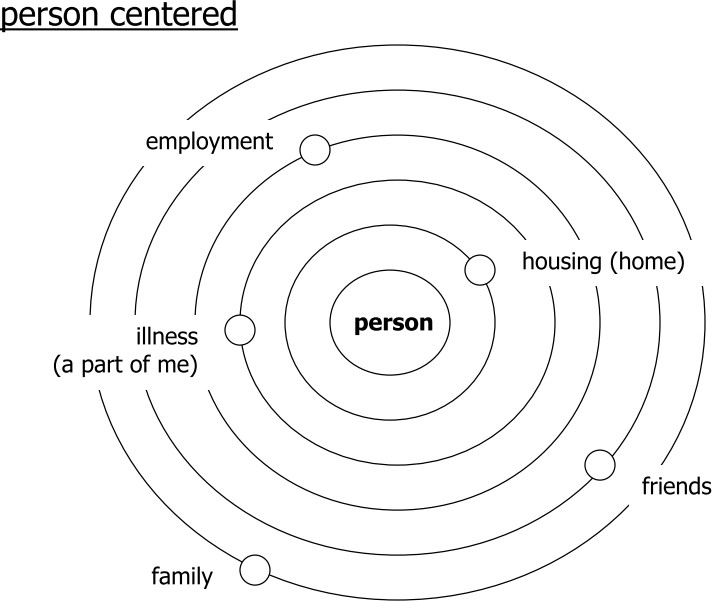 person centered
employment
housing (home)
person
illness
(a part of me)
friends
family